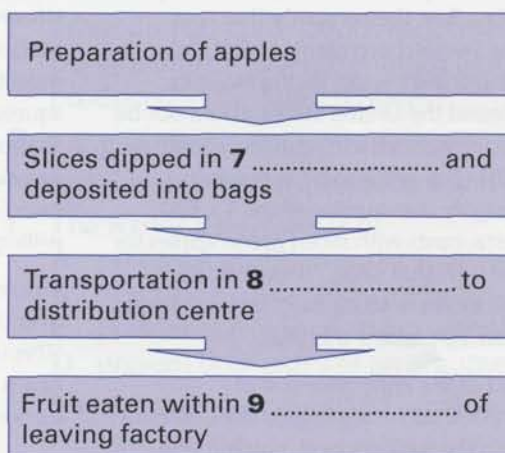 Preparation of apples
Slices dipped in 7 .............................. and
deposited into bags
Transportation in 8 .............................. to
distribution centre
Fruit eaten within 9 .............................. of
leaving factory